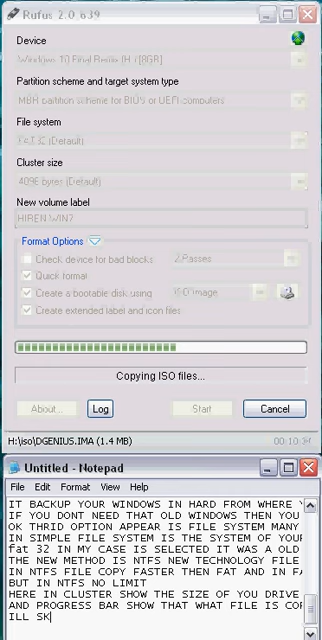 Rufus 2.0.639
Device
Windows 10 Final Remix (H:) [8GB]
Partition scheme and target system type
MBR partition scheme for BIOS or UEFI computers
File system
FAT32 (Default)
Cluster size
4096 bytes (Default)
New volume label
HIREN WIN7
Format Options
Check device for bad blocks 2 Passes
Quick format
Create a bootable disk using ISO Image
Create extended label and icon files
Copying ISO files...
About... Log Start Cancel
H:\iso\DGENIUS.IMA (1.4 MB) 00:10:
Untitled - Notepad
File Edit Format View Help
IT BACKUP YOUR WINDOWS IN HARD FROM WHERE Y
IF YOU DONT NEED THAT OLD WINDOWS THEN YOU
OK THRID OPTION APPEAR IS FILE SYSTEM MANY
IN SIMPLE FILE SYSTEM IS THE SYSTEM OF YOUR
fat 32 IN MY CASE IS SELECTED IT WAS A OLD
THE NEW METHOD IS NTFS NEW TECHNOLOGY FILE
IN NTFS FILE COPY FASTER THEN FAT AND IN FA
BUT IN NTFS NO LIMIT
HERE IN CLUSTER SHOW THE SIZE OF YOU DRIVE
AND PROGRESS BAR SHOW THAT WHAT FILE IS COP
ILL SK